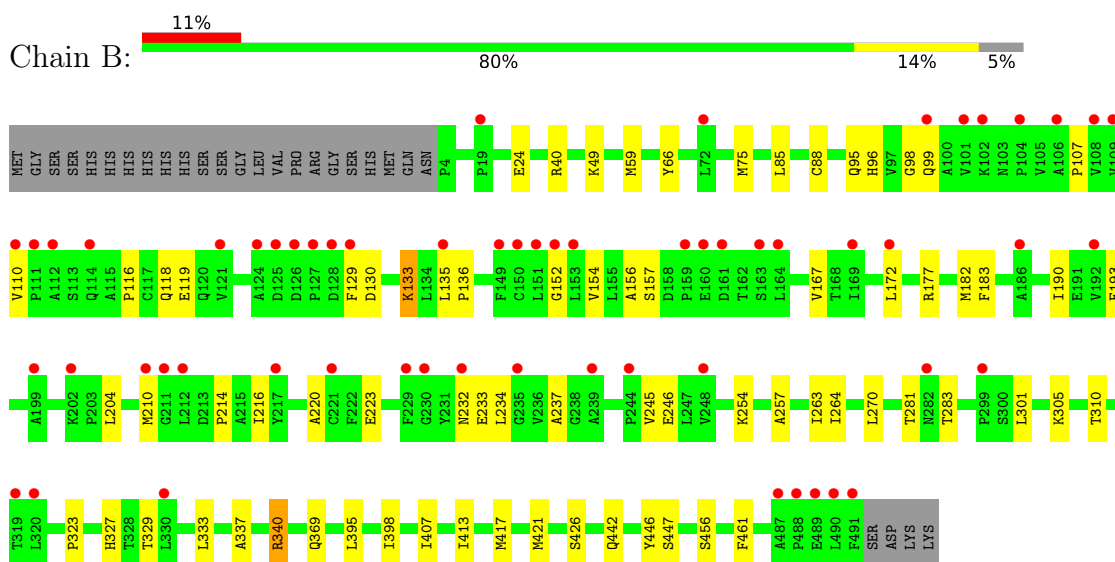 Chain B:
11%
80% 14% 5%
MET GLY SER SER HIS HIS HIS HIS HIS HIS SER SER GLY LEU VAL PRO ARG GLY SER HIS MET GLN ASN P4 P19 E24 R40 K49 M59 Y66 L72 M75 L85 C88 Q95 H96 V97 G98 Q99 A100 V101 K102 N103 P104 V105 A106 P107 V108 V109
V110 P111 A112 S113 Q114 A115 P116 C117 Q118 E119 Q120 V121 A124 D125 D126 P127 D128 F129 D130 K133 L134 L135 P136 F149 C150 L151 G152 L153 V154 L155 A156 S157 D158 P159 E160 D161 T162 S163 L164 V167 T168 I169 L172 R177 M182 F183 A186 I190 E191 V192 E193
A199 K202 P203 L204 M210 G211 L212 D213 P214 A215 I216 Y217 A220 C221 F222 E223 F229 G230 Y231 N232 E233 L234 G235 V236 A237 G238 A239 P244 V245 E246 L247 V248 K254 A257 I263 I264 L270 T281 N282 T283 P299 S300 L301 K305 T310
T319 L320 P323 H327 T328 T329 L330 L333 A337 R340 Q369 L395 I398 I407 I413 M417 M421 S426 Q442 Y446 S447 S456 F461 A487 P488 E489 L490 F491 SER ASP LYS LYS